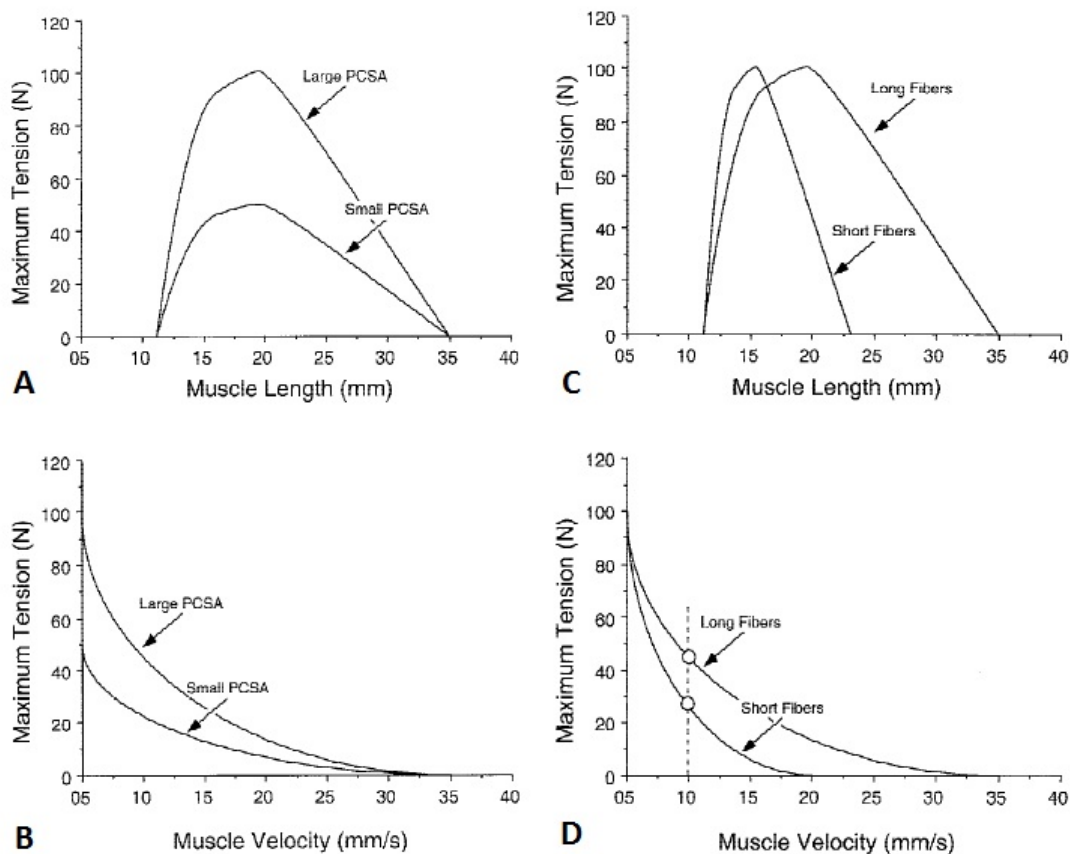 120
100
80
60
40
20
0
Maximum Tension (N)
Large PCSA
Small PCSA
05 10 15 20 25 30 35 40
Muscle Length (mm)
A
120
100
80
60
40
20
0
Maximum Tension (N)
Long Fibers
Short Fibers
05 10 15 20 25 30 35 40
Muscle Length (mm)
C
120
100
80
60
40
20
0
Maximum Tension (N)
Large PCSA
Small PCSA
05 10 15 20 25 30 35 40
Muscle Velocity (mm/s)
B
120
100
80
60
40
20
0
Maximum Tension (N)
Long Fibers
Short Fibers
05 10 15 20 25 30 35 40
Muscle Velocity (mm/s)
D